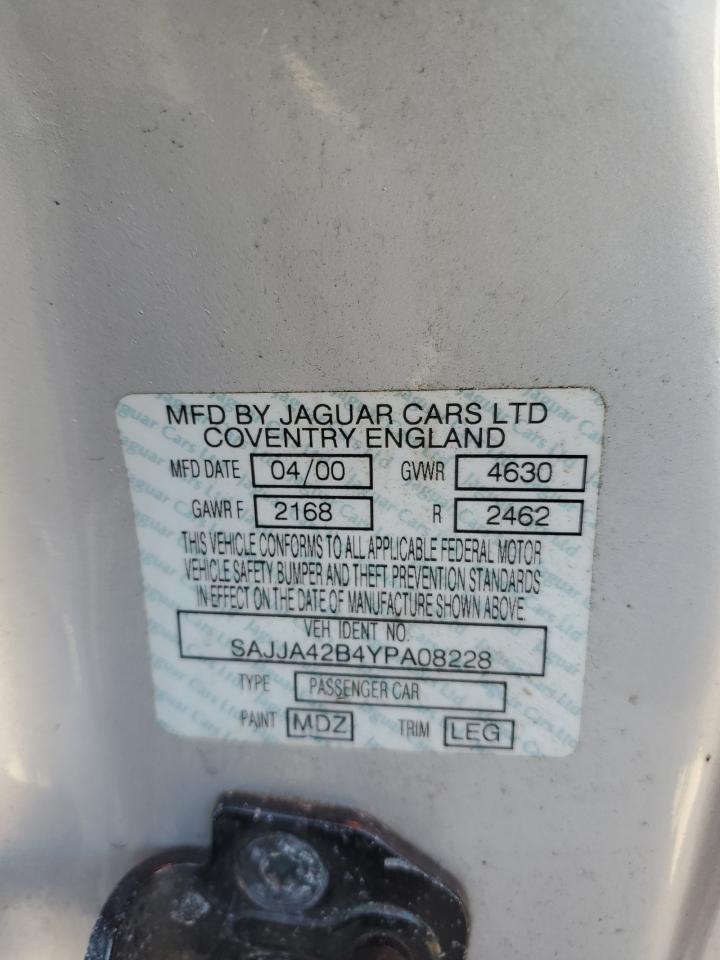 MFD BY JAGUAR CARS LTD
COVENTRY ENGLAND
MFD DATE 04/00 GVWR 4630
GAWR F 2168 R 2462
THIS VEHICLE CONFORMS TO ALL APPLICABLE FEDERAL MOTOR
VEHICLE SAFETY BUMPER AND THEFT PREVENTION STANDARDS
IN EFFECT ON THE DATE OF MANUFACTURE SHOWN ABOVE.
VEH IDENT NO.
SAJJA42B4YPA08228
TYPE PASSENGER CAR
PAINT MDZ TRIM LEG